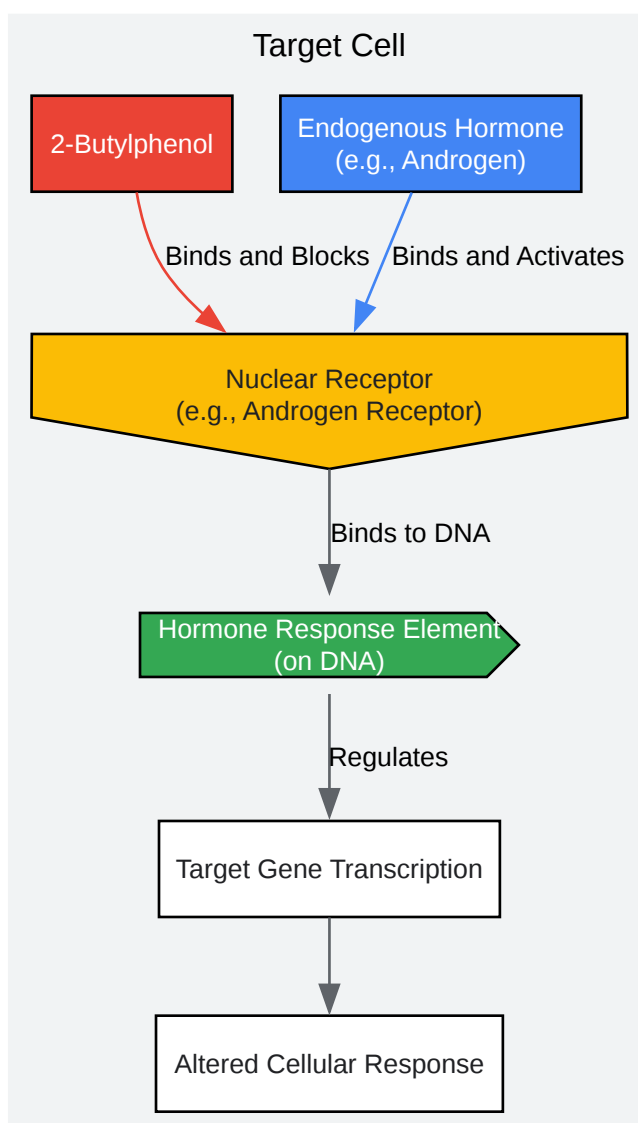 Target Cell
2-Butylphenol
Endogenous Hormone
(e.g., Androgen)
Binds and Blocks
Binds and Activates
Nuclear Receptor
(e.g., Androgen Receptor)
Binds to DNA
Hormone Response Element
(on DNA)
Regulates
Target Gene Transcription
Altered Cellular Response